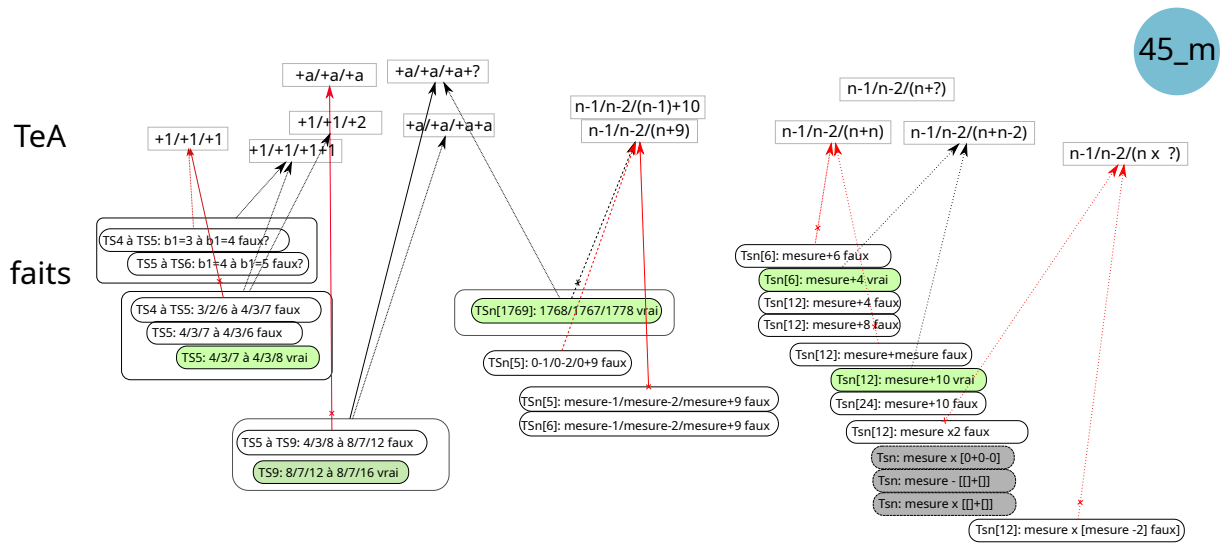 45_m
TeA
faits
+a/+a/+a
+a/+a/+a+?
+1/+1/+2
+a/+a/+a+a
+1/+1/+1
+1/+1/+1+1
n-1/n-2/(n-1)+10
n-1/n-2/(n+9)
n-1/n-2/(n+?)
n-1/n-2/(n+n)
n-1/n-2/(n+n-2)
n-1/n-2/(n x ?)
TS4 à TS5: b1=3 à b1=4 faux?
TS5 à TS6: b1=4 à b1=5 faux?
TS4 à TS5: 3/2/6 à 4/3/7 faux
TS5: 4/3/7 à 4/3/6 faux
TS5: 4/3/7 à 4/3/8 vrai
TS5 à TS9: 4/3/8 à 8/7/12 faux
TS9: 8/7/12 à 8/7/16 vrai
TSn[1769]: 1768/1767/1778 vrai
TSn[5]: 0-1/0-2/0+9 faux
TSn[5]: mesure-1/mesure-2/mesure+9 faux
TSn[6]: mesure-1/mesure-2/mesure+9 faux
Tsn[6]: mesure+6 faux
Tsn[6]: mesure+4 vrai
Tsn[12]: mesure+4 faux
Tsn[12]: mesure+8 faux
Tsn[12]: mesure+mesure faux
Tsn[12]: mesure+10 vrai
Tsn[24]: mesure+10 faux
Tsn[12]: mesure x2 faux
Tsn: mesure x [0+0-0]
Tsn: mesure - [[]+[]]
Tsn: mesure x [[]+[]]
Tsn[12]: mesure x [mesure -2] faux]